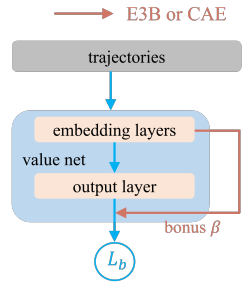 E3B or CAE
trajectories
embedding layers
value net
output layer
bonus β
L_b